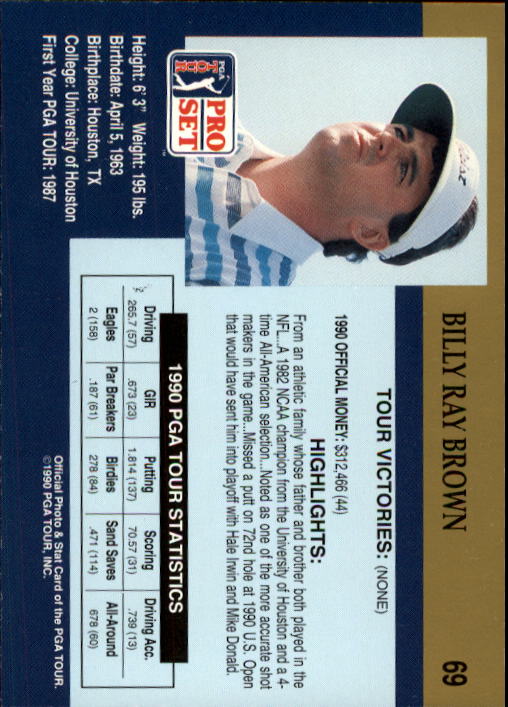 BILLY RAY BROWN 69
PGA
TOUR
PRO
SET
™
Height: 6' 3" Weight: 195 lbs.
Birthdate: April 5, 1963
Birthplace: Houston, TX
College: University of Houston
First Year PGA TOUR: 1987
TOUR VICTORIES: (NONE)
1990 OFFICIAL MONEY: $312,466 (44)
HIGHLIGHTS:
From an athletic family whose father and brother both played in the
NFL...A 1982 NCAA champion from the University of Houston and a 4-
time All-American selection...Noted as one of the more accurate shot
makers in the game...Missed a putt on 72nd hole at 1990 U.S. Open
that would have sent him into playoff with Hale Irwin and Mike Donald.
1990 PGA TOUR STATISTICS
Driving GIR Putting Scoring Driving Acc.
265.7 (57) .673 (23) 1.814 (137) 70.57 (31) .739 (13)
Eagles Par Breakers Birdies Sand Saves All-Around
2 (158) .187 (61) 278 (84) .471 (114) 678 (60)
Official Photo & Stat Card of the PGA TOUR.
©1990 PGA TOUR, INC.